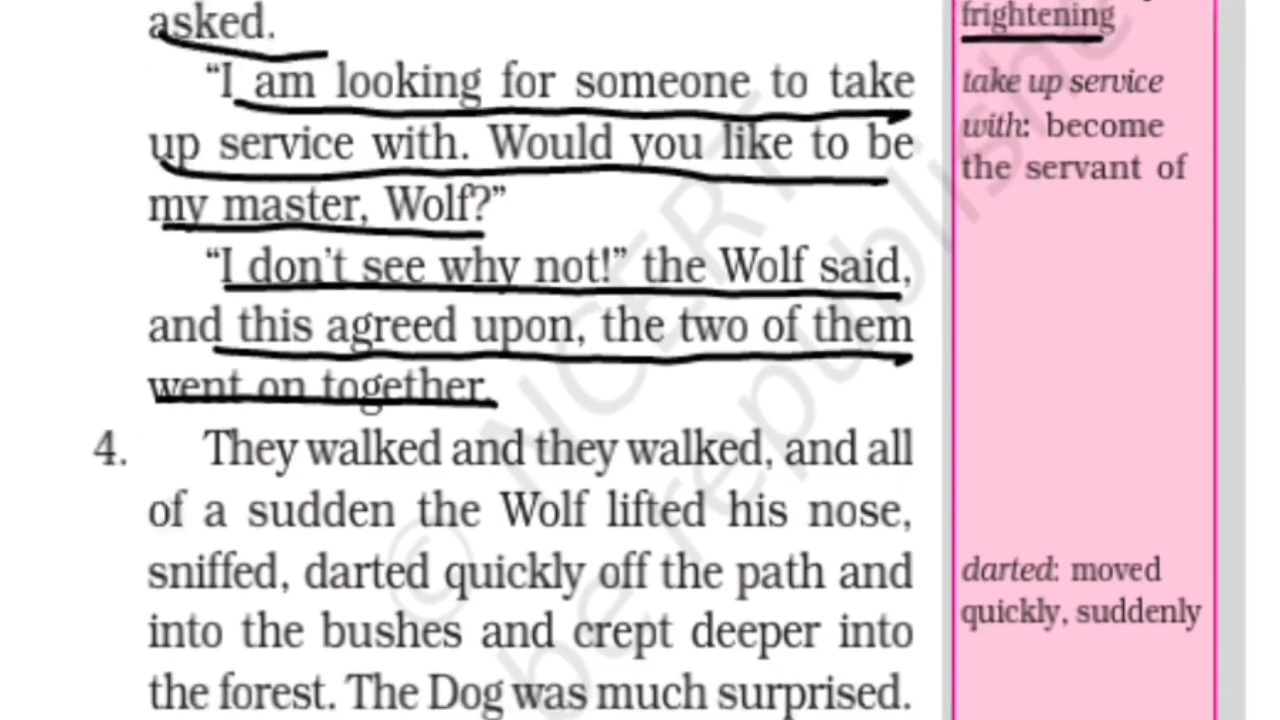 asked.
“I am looking for someone to take
up service with. Would you like to be
my master, Wolf?”
“I don’t see why not!” the Wolf said,
and this agreed upon, the two of them
went on together.
4. They walked and they walked, and all
of a sudden the Wolf lifted his nose,
sniffed, darted quickly off the path and
into the bushes and crept deeper into
the forest. The Dog was much surprised.
frightening
take up service
with: become
the servant of
darted: moved
quickly, suddenly
© NCERT
be republishe